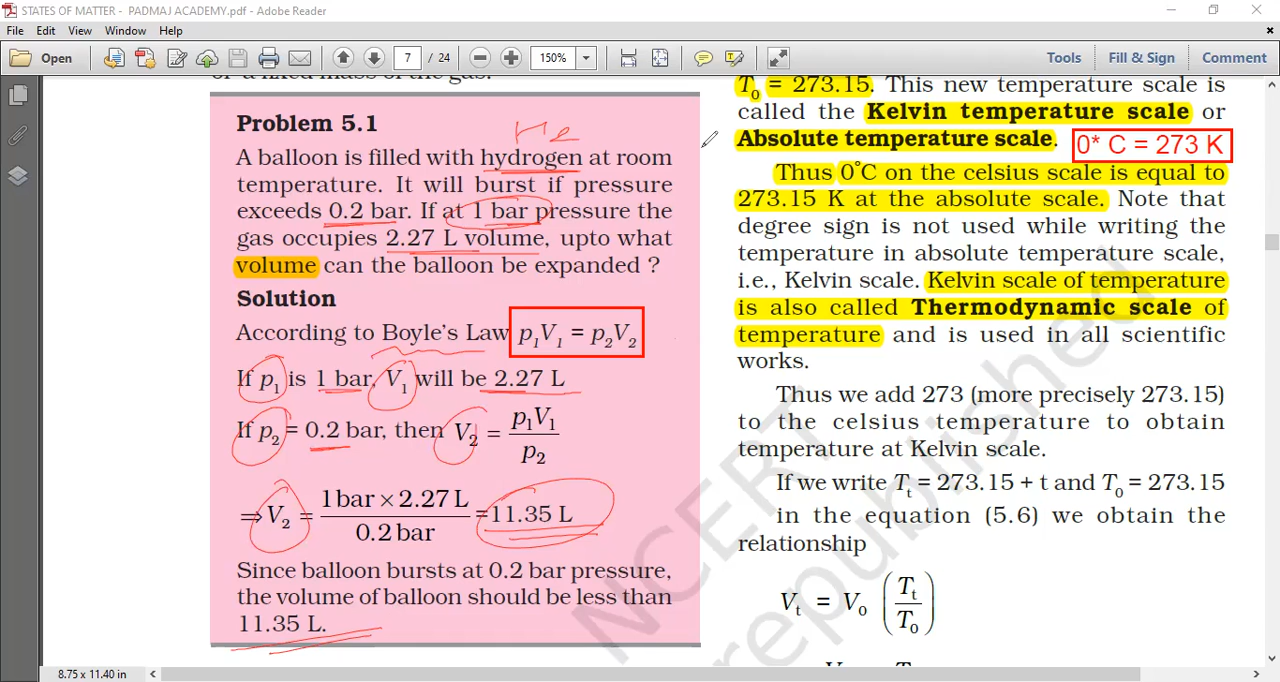 STATES OF MATTER - PADMAJ ACADEMY.pdf - Adobe Reader
File Edit View Window Help
Open 7 / 24 150% Tools Fill & Sign Comment
of a fixed mass of the gas.
Problem 5.1
He
A balloon is filled with hydrogen at room
temperature. It will burst if pressure
exceeds 0.2 bar. If at 1 bar pressure the
gas occupies 2.27 L volume, upto what
volume can the balloon be expanded ?
Solution
According to Boyle's Law p₁V₁ = p₂V₂
If p₁ is 1 bar, V₁ will be 2.27 L
If p₂ = 0.2 bar, then V₂ = p₁V₁ / p₂
⇒ V₂ = 1 bar × 2.27 L / 0.2 bar = 11.35 L
Since balloon bursts at 0.2 bar pressure,
the volume of balloon should be less than
11.35 L.
T₀ = 273.15. This new temperature scale is
called the Kelvin temperature scale or
Absolute temperature scale.
0* C = 273 K
Thus 0°C on the celsius scale is equal to
273.15 K at the absolute scale. Note that
degree sign is not used while writing the
temperature in absolute temperature scale,
i.e., Kelvin scale. Kelvin scale of temperature
is also called Thermodynamic scale of
temperature and is used in all scientific
works.
Thus we add 273 (more precisely 273.15)
to the celsius temperature to obtain
temperature at Kelvin scale.
If we write Tₜ = 273.15 + t and T₀ = 273.15
in the equation (5.6) we obtain the
relationship
Vₜ = V₀ (Tₜ / T₀)
NCERT
republished
8.75 x 11.40 in